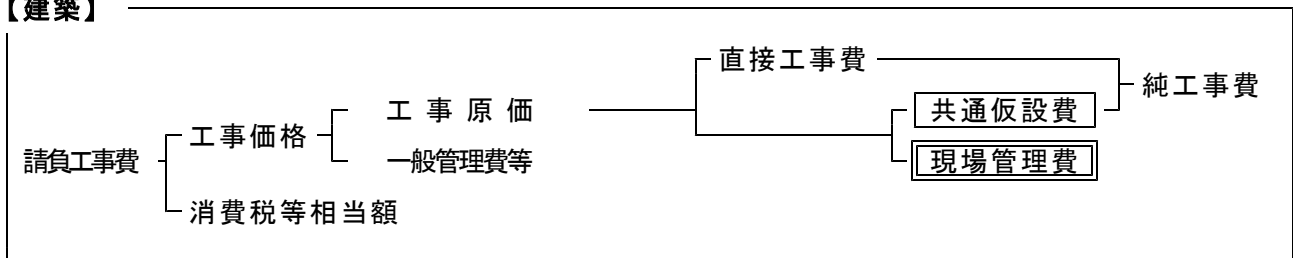 【建築】
直接工事費
純工事費
工事原価
共通仮設費
工事価格
請負工事費
一般管理費等
現場管理費
消費税等相当額